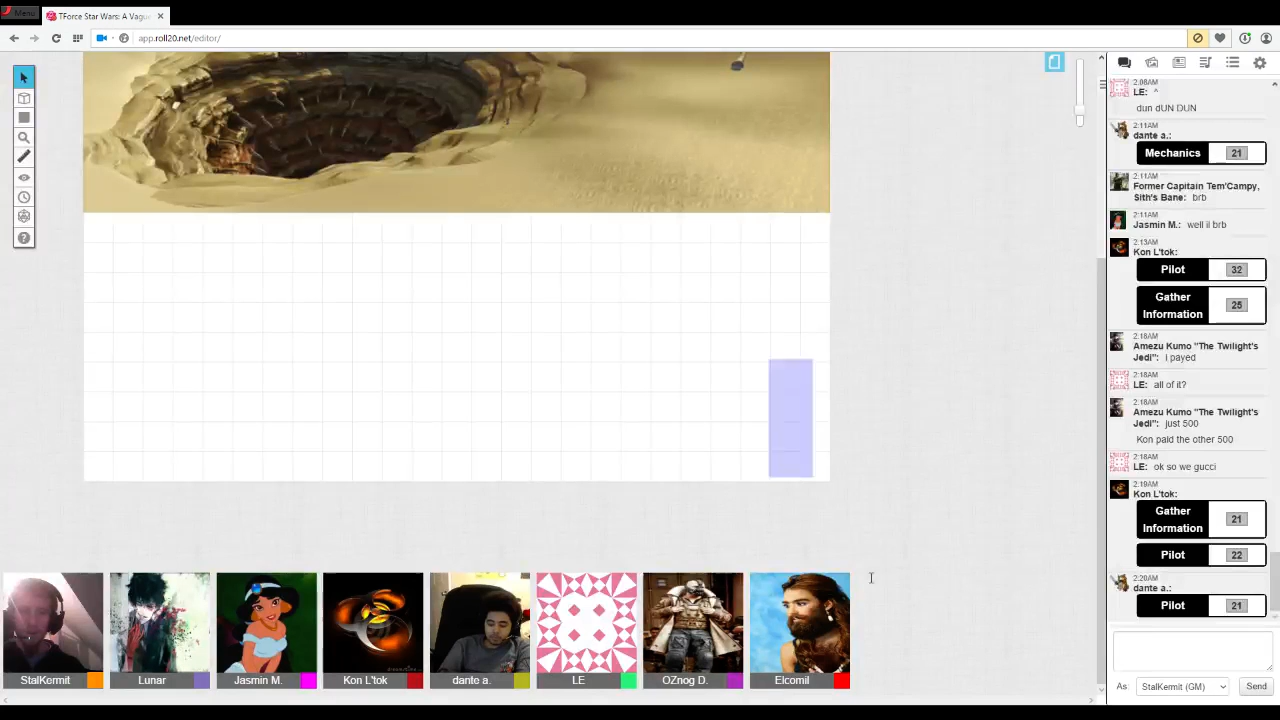 Menu
TForce Star Wars: A Vague
app.roll20.net/editor/
2:08AM
LE: ^
dun dUN DUN
2:11AM
dante a.:
Mechanics 21
2:11AM
Former Capitain Tem'Campy,
Sith's Bane: brb
2:11AM
Jasmin M.: well il brb
2:13AM
Kon L'tok:
Pilot 32
Gather
Information 25
2:18AM
Amezu Kumo "The Twilight's
Jedi": i payed
2:18AM
LE: all of it?
2:18AM
Amezu Kumo "The Twilight's
Jedi": just 500
Kon paid the other 500
2:18AM
LE: ok so we gucci
2:19AM
Kon L'tok:
Gather
Information 21
Pilot 22
2:20AM
dante a.:
Pilot 21
StalKermit
Lunar
Jasmin M.
Kon L'tok
dante a.
LE
OZnog D.
Elcomil
As: StalKermit (GM) Send